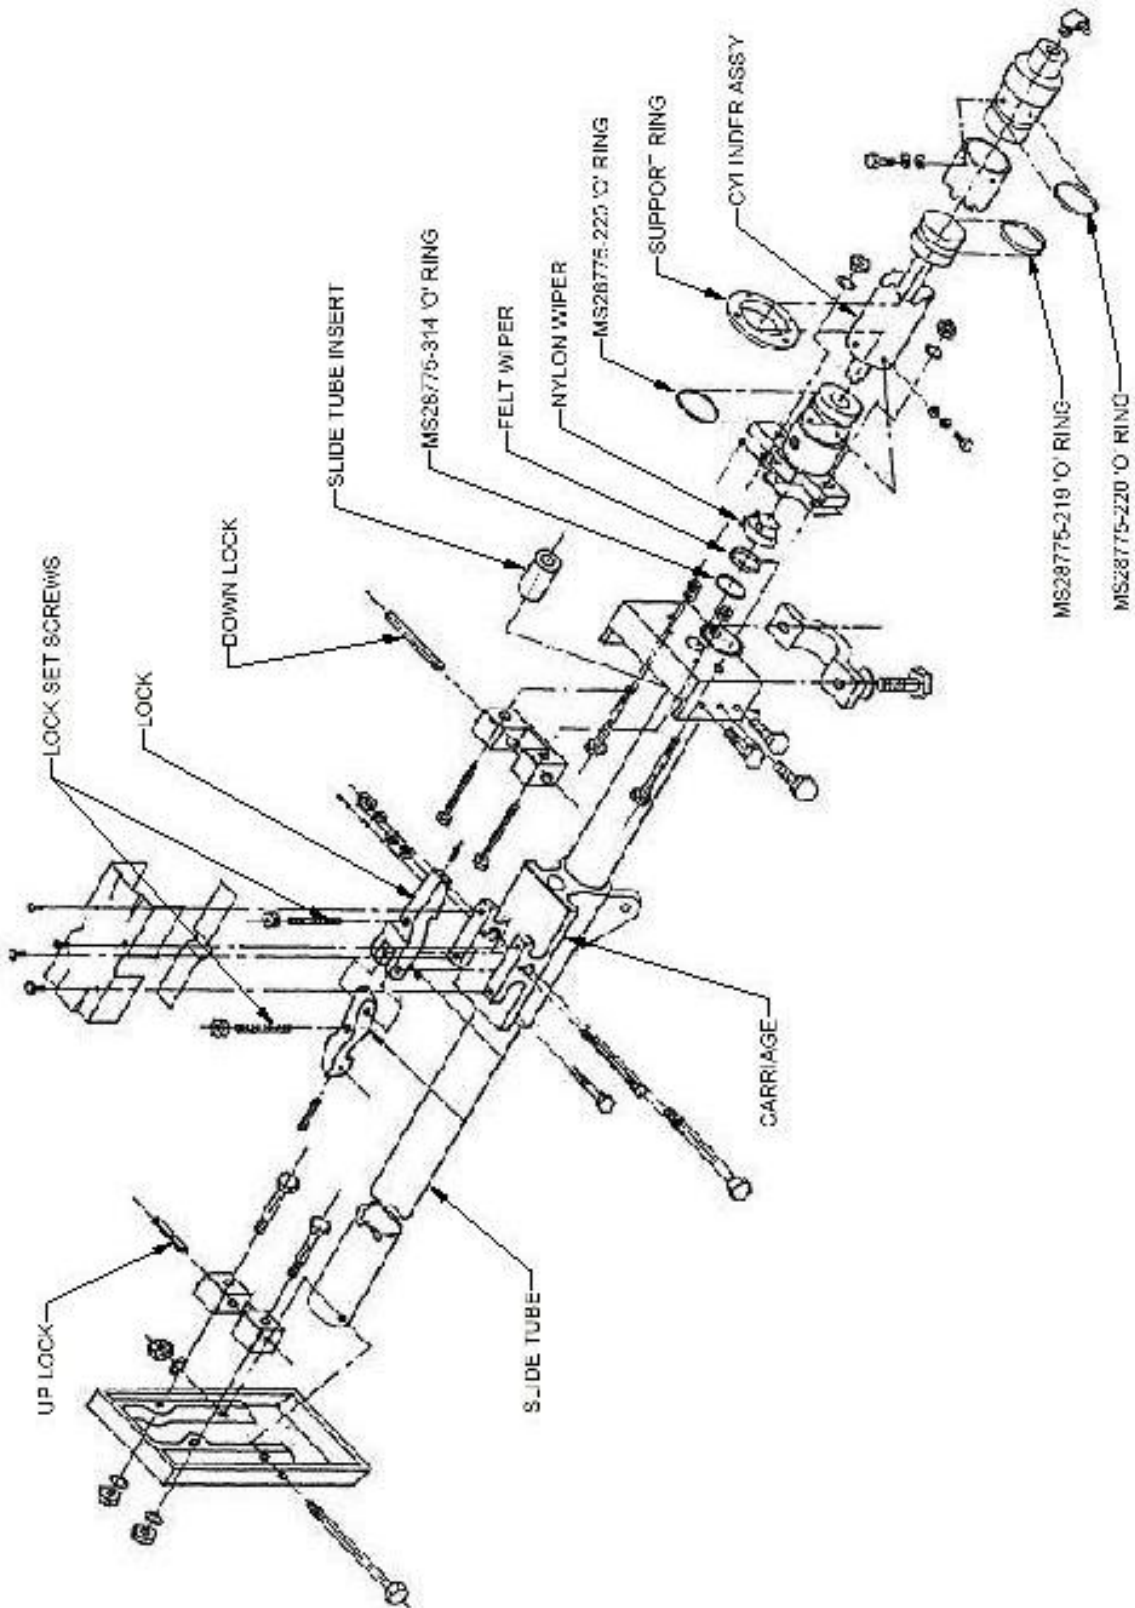 LOCK SET SCREWS
LOCK
DOWN LOCK
SLIDE TUBE INSERT
MS28775-314 'O' RING
FELT WIPER
NYLON WIPER
MS28775-220 'O' RING
SUPPORT RING
CYLINDER ASSY
UP LOCK
SLIDE TUBE
CARRIAGE
MS28775-219 'O' RING
MS28775-220 'O' RING